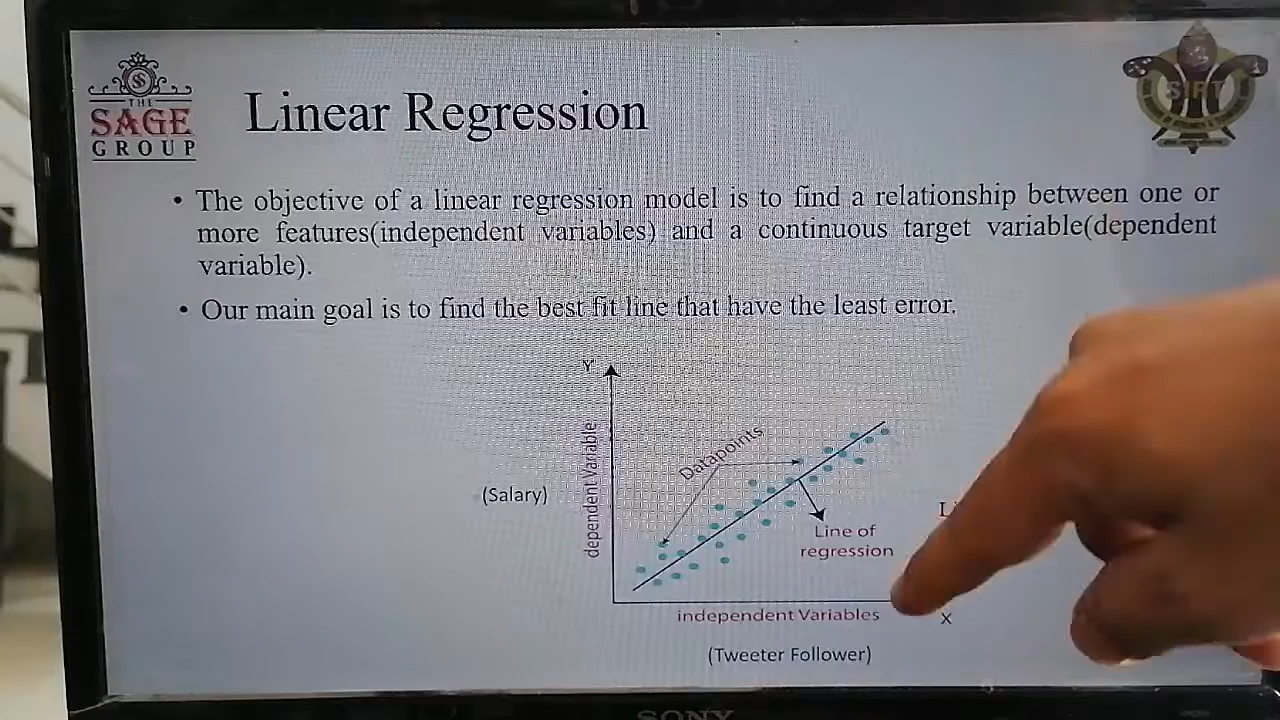 THE
SAGE
GROUP
SIRT
Linear Regression
• The objective of a linear regression model is to find a relationship between one or
more features(independent variables) and a continuous target variable(dependent
variable).
• Our main goal is to find the best fit line that have the least error.
Y
dependent Variable
(Salary)
Datapoints
Line of
regression
independent Variables
X
(Tweeter Follower)
SONY